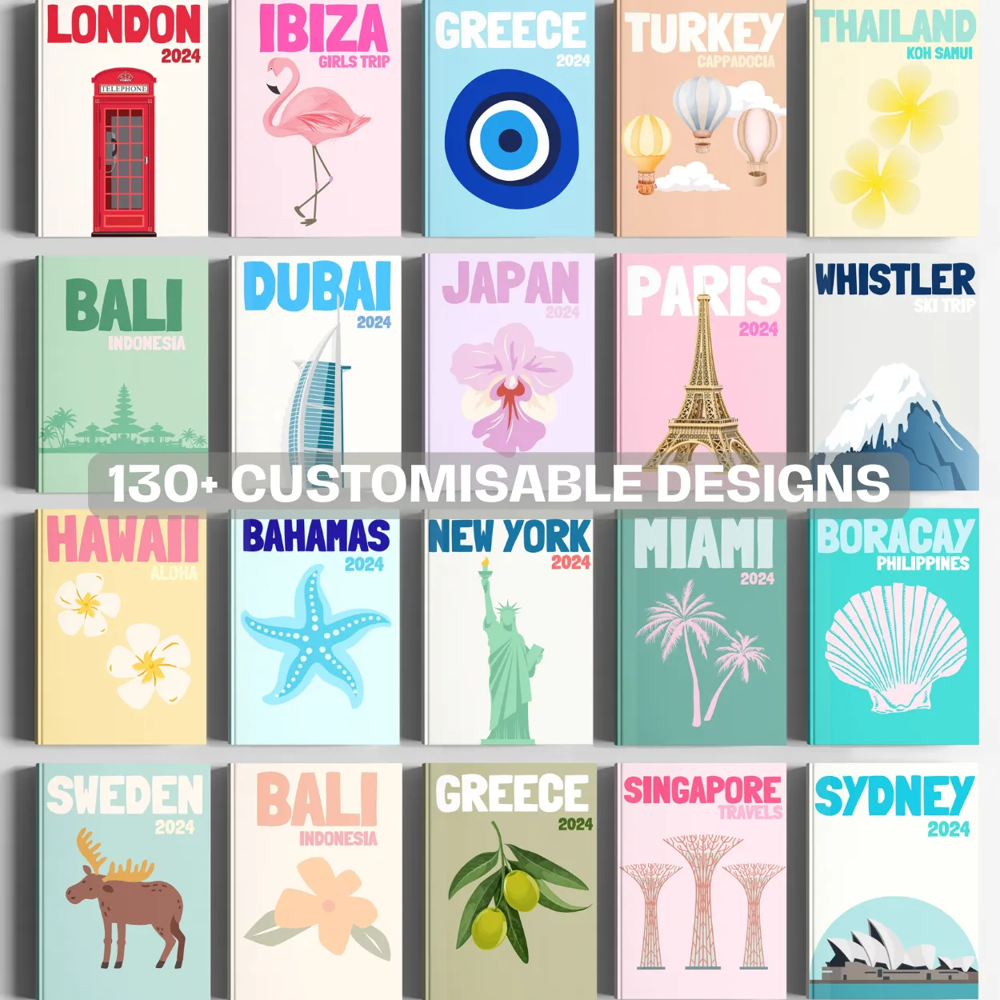 LONDON
2024
TELEPHONE
IBIZA
GIRLS TRIP
GREECE
2024
TURKEY
CAPPADOCIA
THAILAND
KOH SAMUI
BALI
INDONESIA
DUBAI
2024
JAPAN
2024
PARIS
2024
WHISTLER
SKI TRIP
130+ CUSTOMISABLE DESIGNS
HAWAII
ALOHA
BAHAMAS
2024
NEW YORK
2024
MIAMI
2024
BORACAY
PHILIPPINES
SWEDEN
2024
BALI
INDONESIA
GREECE
2024
SINGAPORE
TRAVELS
SYDNEY
2024